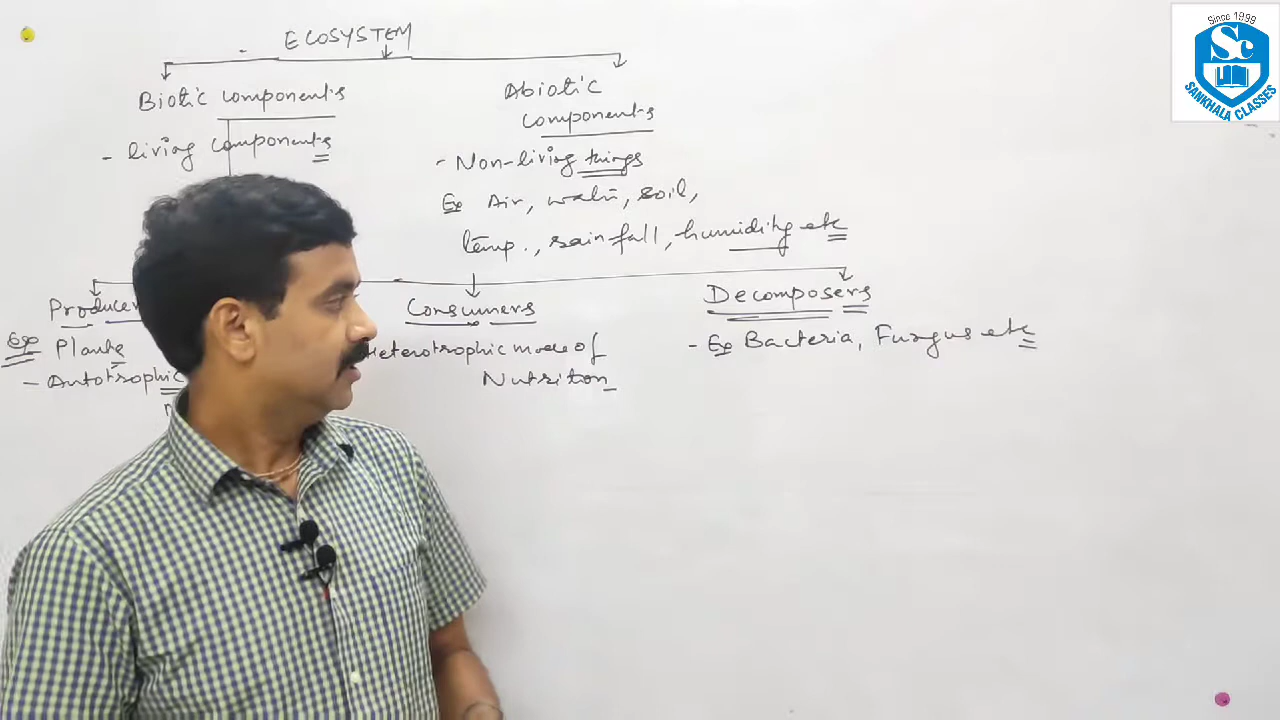 ECOSYSTEM
Biotic components
- living components
Abiotic
components
- Non-living things
Ex Air, water, soil,
temp., rainfall, humidity etc
Producer
Ex Plants
- Autotrophic
Consumers
Heterotrophic mode of
Nutrition
Decomposers
- Ex Bacteria, Fungus etc
Since 1999
Sc
SANKHALA CLASSES